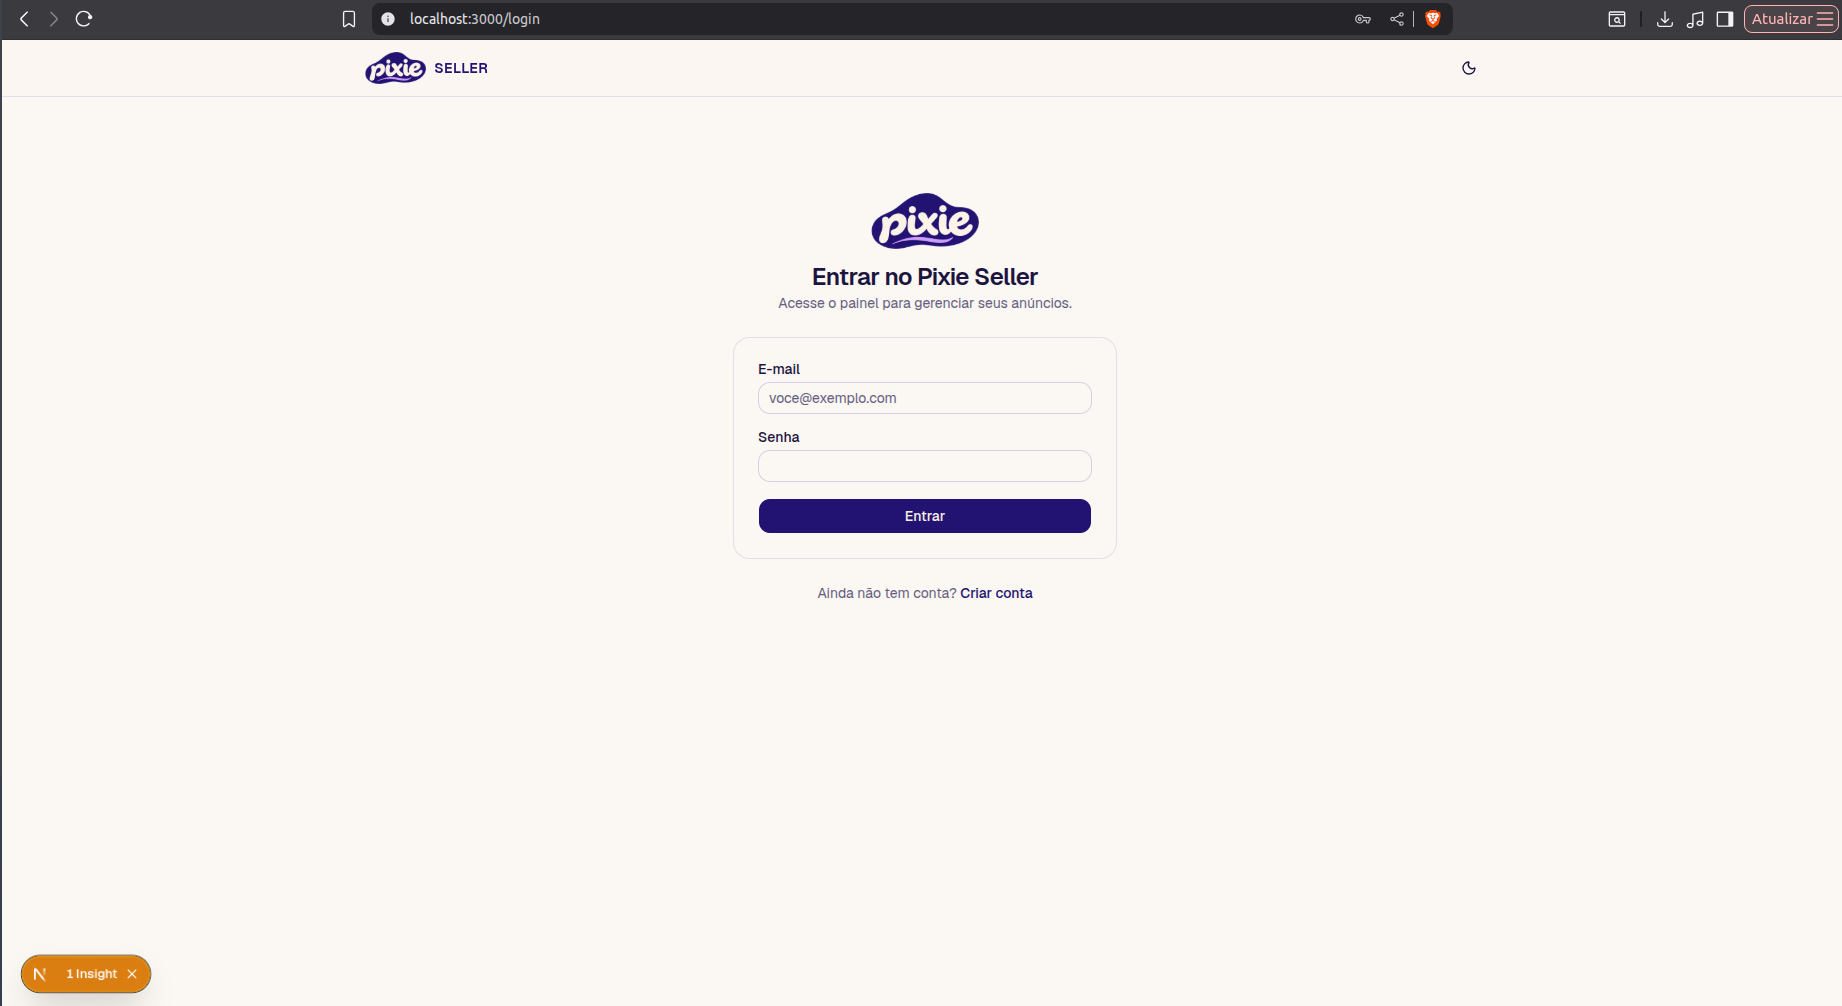 localhost:3000/login
Atualizar
pixie SELLER
pixie
Entrar no Pixie Seller
Acesse o painel para gerenciar seus anúncios.
E-mail
voce@exemplo.com
Senha
Entrar
Ainda não tem conta? Criar conta
N 1 Insight